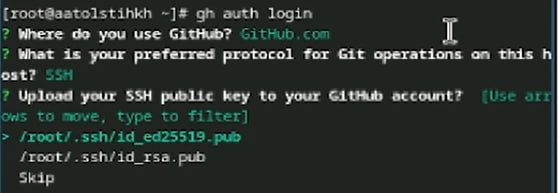 [root@aatolstihkh ~]# gh auth login
? Where do you use GitHub? GitHub.com
? What is your preferred protocol for Git operations on this h
ost? SSH
? Upload your SSH public key to your GitHub account?  [Use arr
ows to move, type to filter]
> /root/.ssh/id_ed25519.pub
  /root/.ssh/id_rsa.pub
  Skip